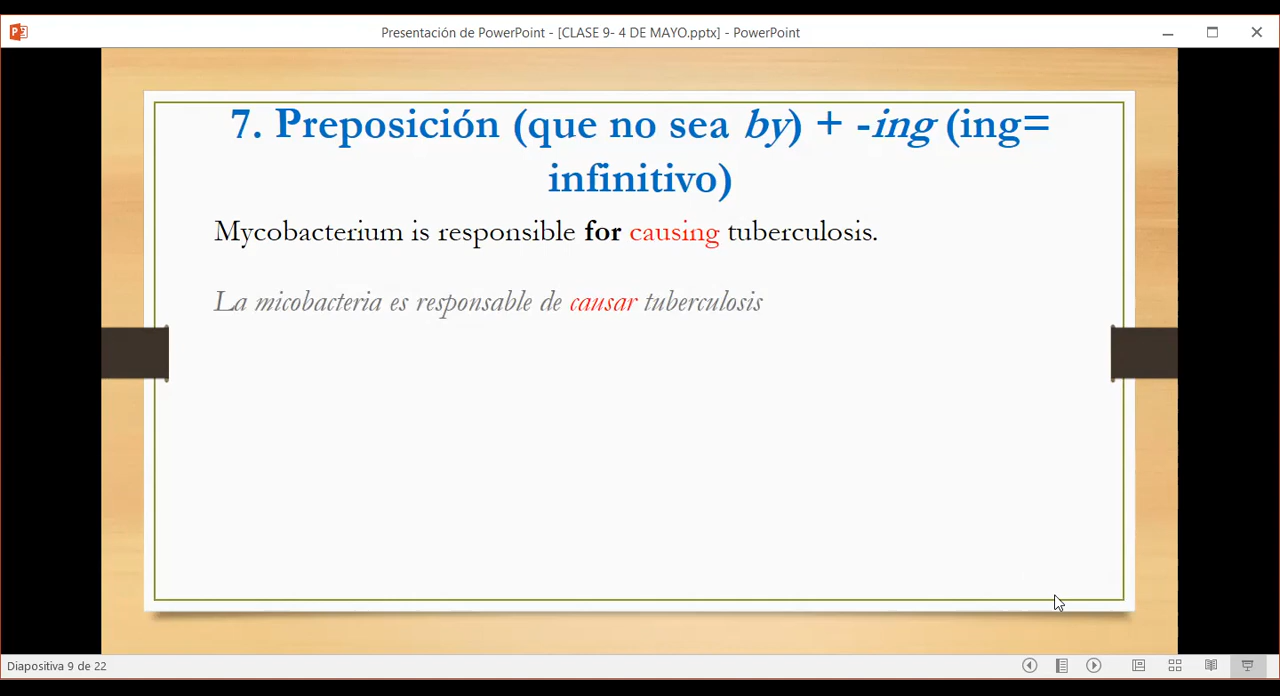 Presentación de PowerPoint - [CLASE 9- 4 DE MAYO.pptx] - PowerPoint
7. Preposición (que no sea by) + -ing (ing=
infinitivo)
Mycobacterium is responsible for causing tuberculosis.
La micobacteria es responsable de causar tuberculosis
Diapositiva 9 de 22